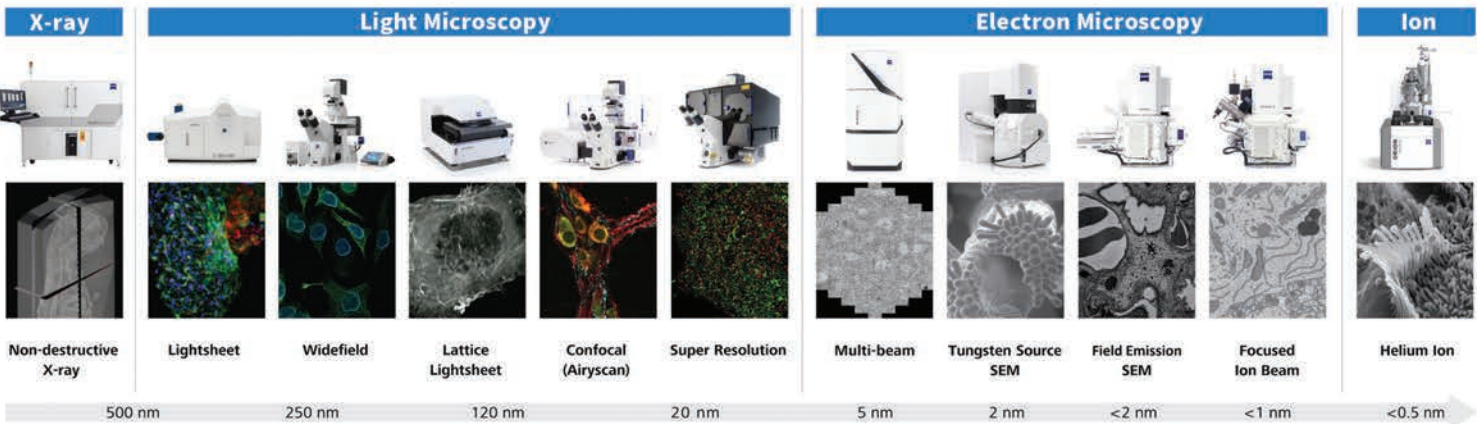 X-ray
Light Microscopy
Electron Microscopy
Ion
Non-destructive
X-ray
Lightsheet
Widefield
Lattice
Lightsheet
Confocal
(Airyscan)
Super Resolution
Multi-beam
Tungsten Source
SEM
Field Emission
SEM
Focused
Ion Beam
Helium Ion
500 nm
250 nm
120 nm
20 nm
5 nm
2 nm
<2 nm
<1 nm
<0.5 nm